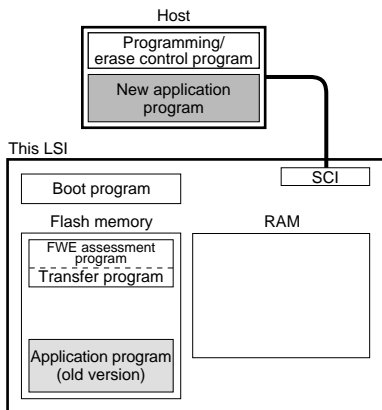 Host
Programming/
erase control program
New application
program
This LSI
SCI
Boot program
Flash memory
RAM
FWE assessment
program
Transfer program
Application program
(old version)